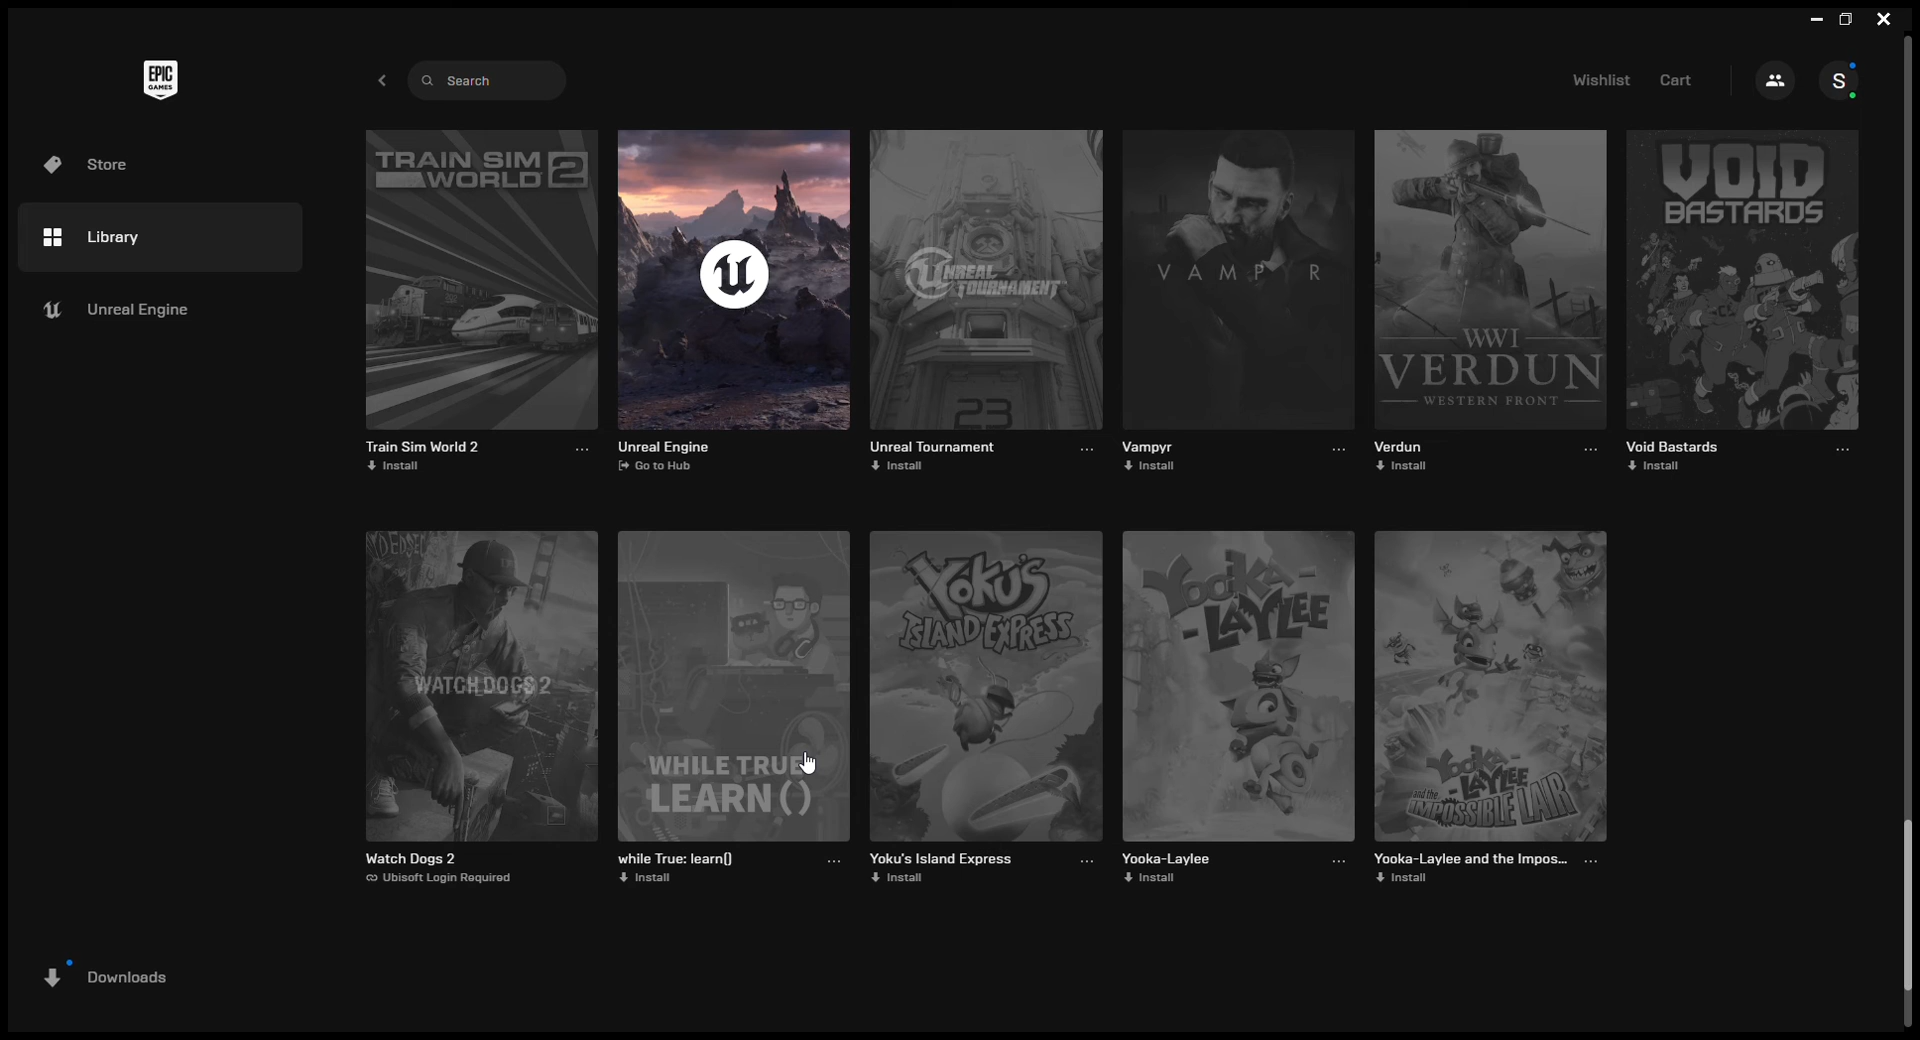 EPIC
GAMES
Search
Wishlist
Cart
S
Store
Library
Unreal Engine
TRAIN SIM
WORLD 2
UNREAL
TOURNAMENT
23
VAMPYR
WWI
VERDUN
WESTERN FRONT
VOID
BASTARDS
Train Sim World 2 ...
Install
Unreal Engine
Go to Hub
Unreal Tournament ...
Install
Vampyr ...
Install
Verdun ...
Install
Void Bastards ...
Install
WATCH DOGS 2
WHILE TRUE:
LEARN()
YOKU'S
ISLAND EXPRESS
YOOKA-
-LAYLEE
YOOKA-
LAYLEE
and the
IMPOSSIBLE LAIR
Watch Dogs 2
Ubisoft Login Required
while True: learn() ...
Install
Yoku's Island Express ...
Install
Yooka-Laylee ...
Install
Yooka-Laylee and the Impos... ...
Install
Downloads